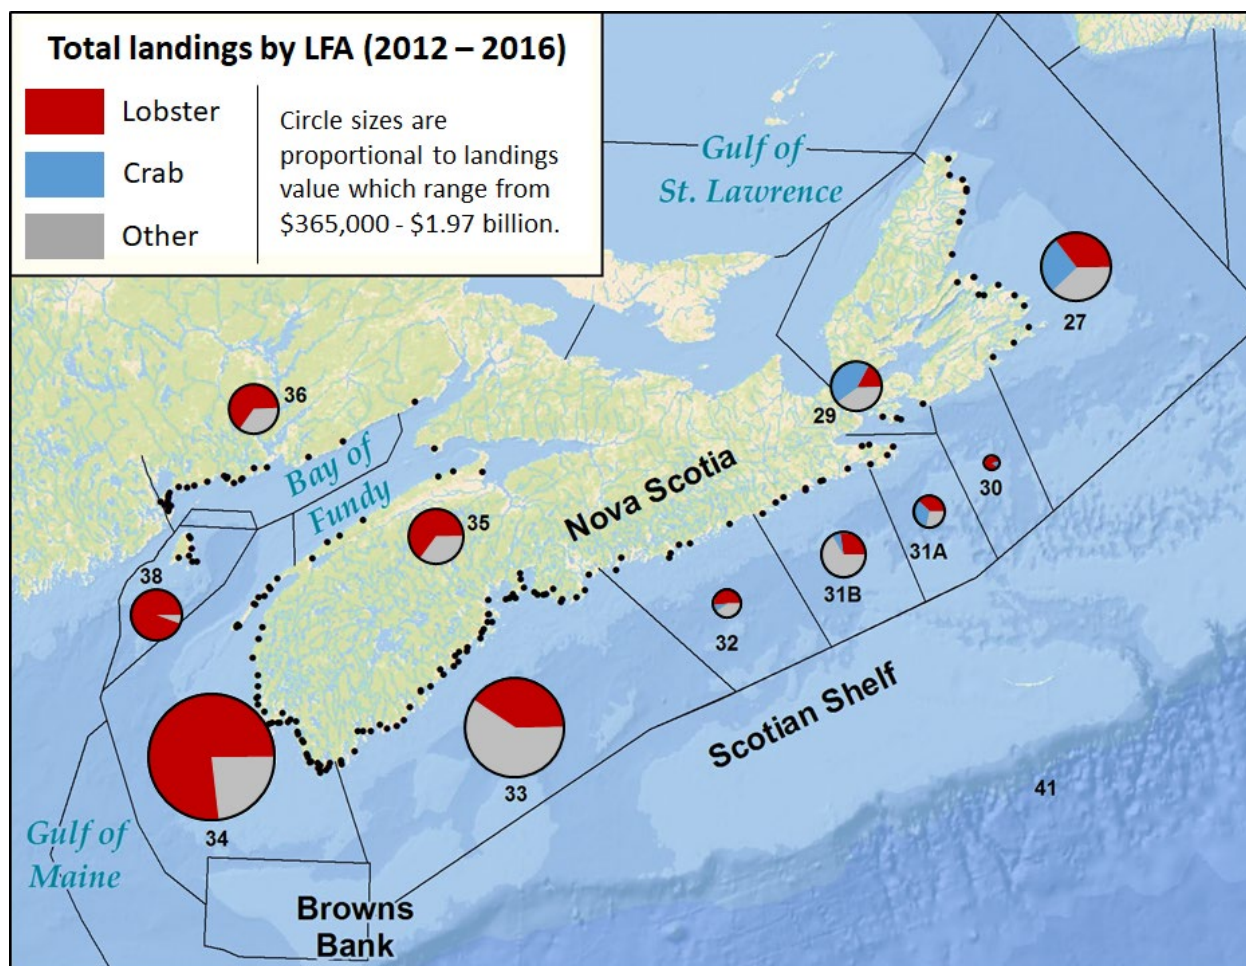 Total landings by LFA (2012 – 2016)
Lobster
Crab
Other
Circle sizes are
proportional to landings
value which range from
$365,000 - $1.97 billion.
Gulf of
St. Lawrence
27
36
29
Bay of
Fundy
Nova Scotia
30
35
31A
38
31B
32
Scotian Shelf
33
41
34
Gulf of
Maine
Browns
Bank